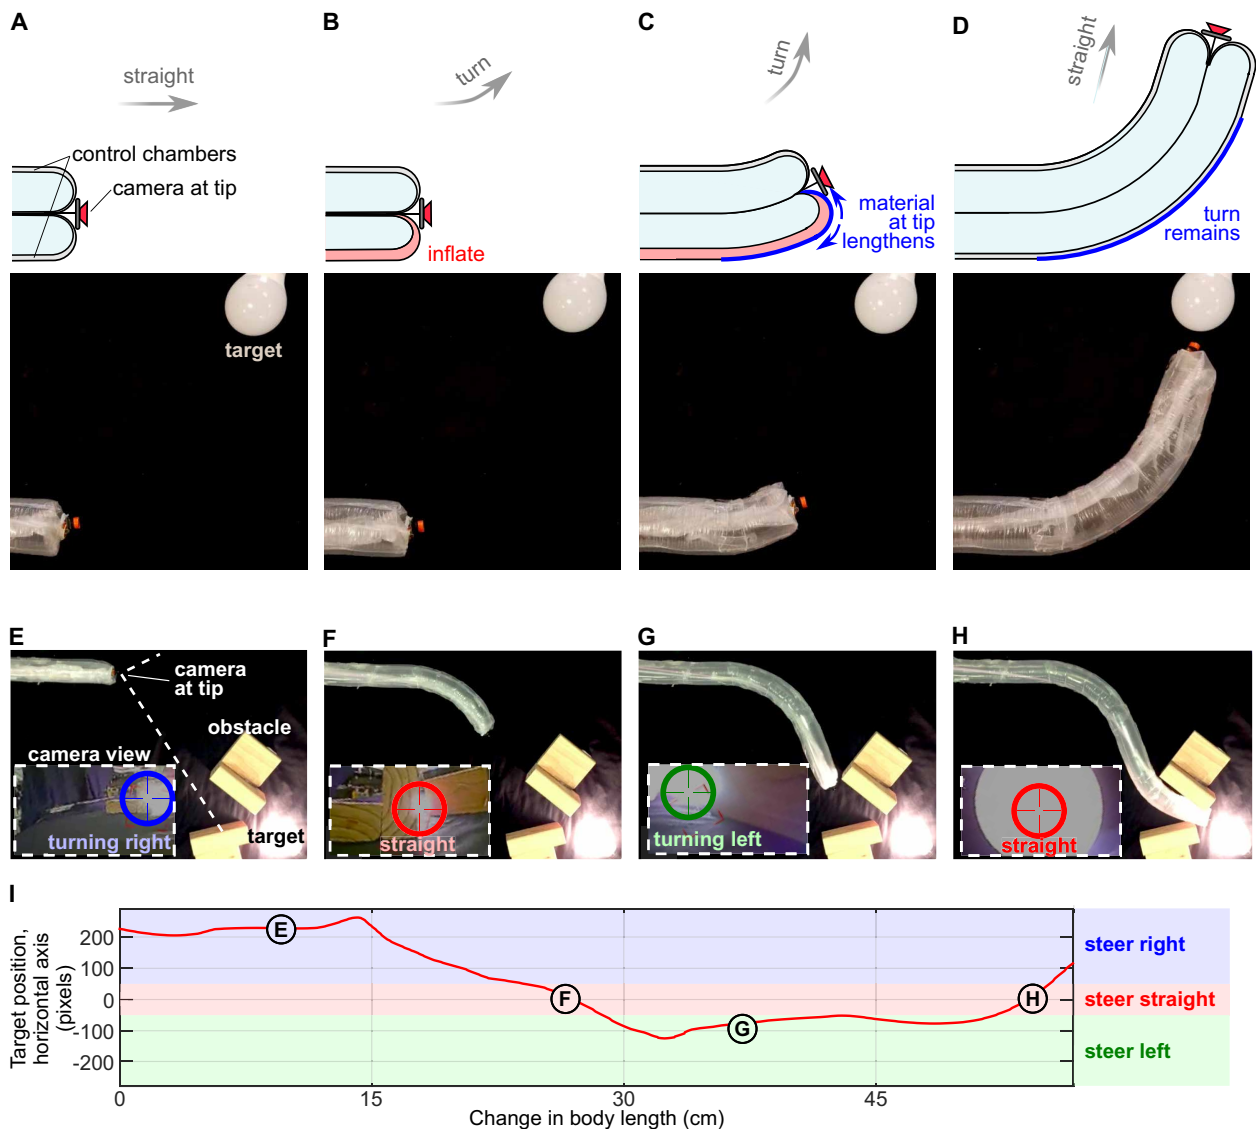 A
B
C
D
straight
turn
turn
straight
control chambers
camera at tip
inflate
material
at tip
lengthens
turn
remains
target
E
F
G
H
camera
at tip
obstacle
camera view
turning right
target
straight
turning left
straight
I
Target position,
horizontal axis
(pixels)
200
100
0
-100
-200
E
F
G
H
steer right
steer straight
steer left
0
15
30
45
Change in body length (cm)